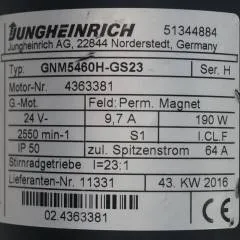 JUNGHEINRICH 51344884
Jungheinrich AG, 22844 Norderstedt, Germany
Typ: GNM5460H-GS23 Ser. H
Motor-Nr. 4363381
G.-Mot. Feld: Perm. Magnet
24 V- 9,7 A 190 W
2550 min-1 S1 I.CL.F
IP 50 zul. Spitzenstrom 64 A
Stirnradgetriebe I=23:1
Lieferanten-Nr. 11331 43. KW 2016
02.4363381